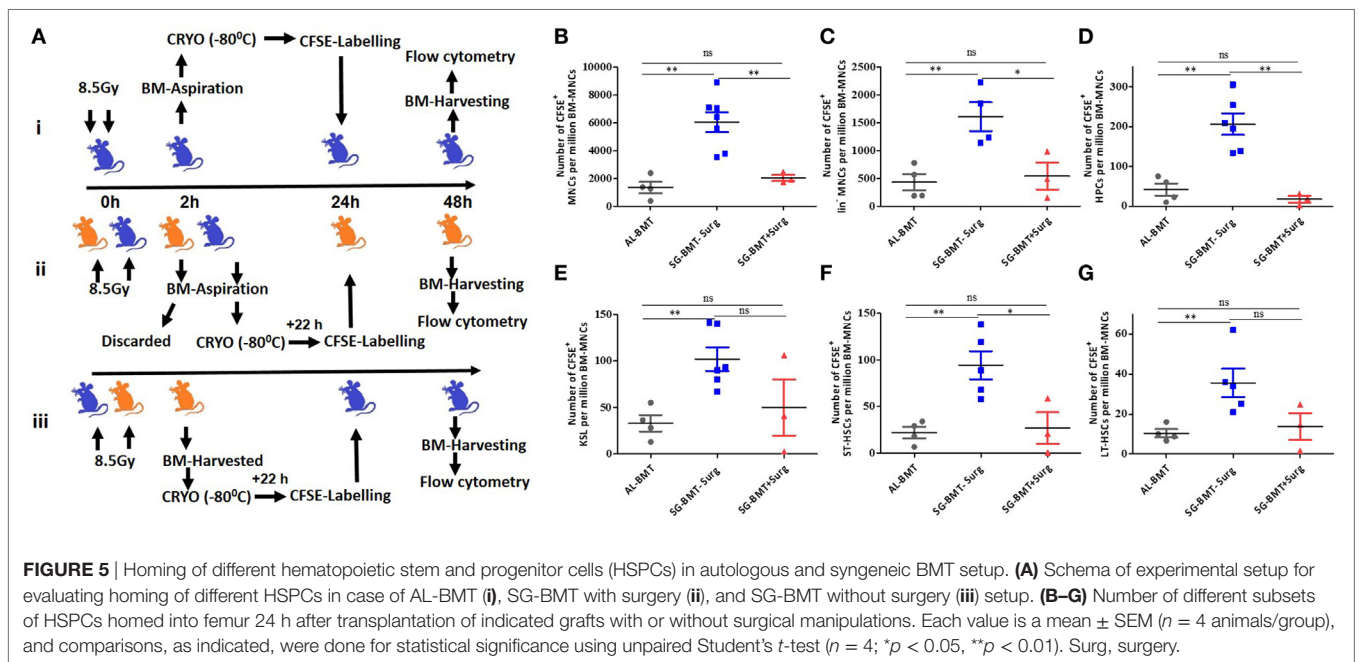 A
CRYO (-80⁰C)
CFSE-Labelling
Flow cytometry
8.5Gy
BM-Aspiration
BM-Harvesting
i
0h
2h
24h
48h
ii
8.5Gy
BM-Aspiration
BM-Harvesting
Discarded
CRYO (-80⁰C)
+22 h
CFSE-Labelling
Flow cytometry
iii
8.5Gy
BM-Harvested
BM-Harvesting
CRYO (-80⁰C)
+22 h
CFSE-Labelling
Flow cytometry
B
Number of CFSE⁺
MNCs per million BM-MNCs
10000
8000
6000
4000
2000
0
ns
**
**
AL-BMT
SG-BMT- Surg
SG-BMT+Surg
C
Number of CFSE⁺
lin⁻ MNCs per million BM-MNCs
2500
2000
1500
1000
500
0
ns
**
*
AL-BMT
SG-BMT- Surg
SG-BMT+Surg
D
Number of CFSE⁺
HPCs per million BM-MNCs
300
200
100
0
ns
**
**
AL-BMT
SG-BMT- Surg
SG-BMT+Surg
E
Number of CFSE⁺
KSL per million BM-MNCs
150
100
50
0
ns
**
ns
AL-BMT
SG-BMT- Surg
SG-BMT+Surg
F
Number of CFSE⁺
ST-HSCs per million BM-MNCs
150
100
50
0
ns
**
*
AL-BMT
SG-BMT- Surg
SG-BMT+Surg
G
Number of CFSE⁺
LT-HSCs per million BM-MNCs
80
60
40
20
0
ns
**
ns
AL-BMT
SG-BMT- Surg
SG-BMT+Surg
FIGURE 5 | Homing of different hematopoietic stem and progenitor cells (HSPCs) in autologous and syngeneic BMT setup. (A) Schema of experimental setup for
evaluating homing of different HSPCs in case of AL-BMT (i), SG-BMT with surgery (ii), and SG-BMT without surgery (iii) setup. (B–G) Number of different subsets
of HSPCs homed into femur 24 h after transplantation of indicated grafts with or without surgical manipulations. Each value is a mean ± SEM (n = 4 animals/group),
and comparisons, as indicated, were done for statistical significance using unpaired Student's t-test (n = 4; *p < 0.05, **p < 0.01). Surg, surgery.